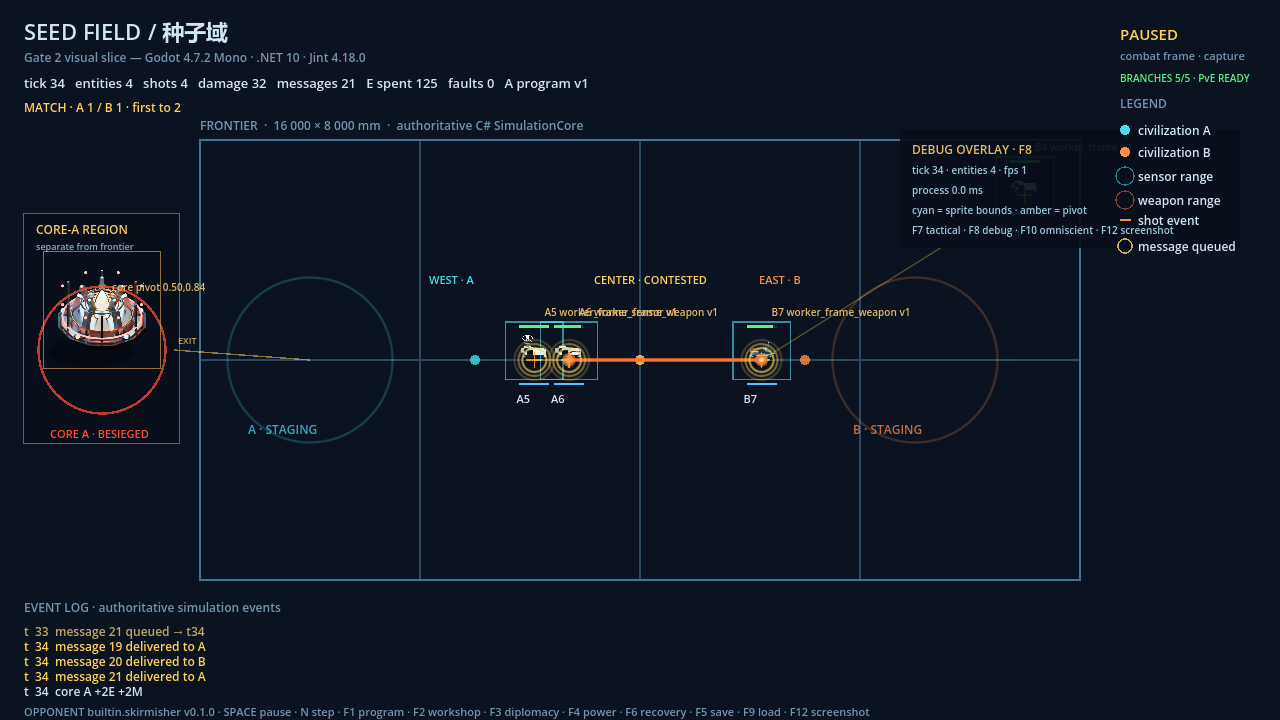 SEED FIELD / 种子域
Gate 2 visual slice — Godot 4.7.2 Mono · .NET 10 · Jint 4.18.0
tick 34 entities 4 shots 4 damage 32 messages 21 E spent 125 faults 0 A program v1
MATCH · A 1 / B 1 · first to 2
FRONTIER · 16 000 × 8 000 mm · authoritative C# SimulationCore
PAUSED
combat frame · capture
BRANCHES 5/5 · PvE READY
LEGEND
civilization A
civilization B
sensor range
weapon range
shot event
message queued
DEBUG OVERLAY · F8
B4 worker_frame
tick 34 · entities 4 · fps 1
process 0.0 ms
cyan = sprite bounds · amber = pivot
F7 tactical · F8 debug · F10 omniscient · F12 screenshot
CORE-A REGION
separate from frontier
core pivot 0.50,0.84
EXIT
CORE A · BESIEGED
WEST · A
CENTER · CONTESTED
EAST · B
A5 worker_frame_sensor v1
A6 worker_frame_weapon v1
B7 worker_frame_weapon v1
A5
A6
B7
A · STAGING
B · STAGING
EVENT LOG · authoritative simulation events
t 33 message 21 queued → t34
t 34 message 19 delivered to A
t 34 message 20 delivered to B
t 34 message 21 delivered to A
t 34 core A +2E +2M
OPPONENT builtin.skirmisher v0.1.0 · SPACE pause · N step · F1 program · F2 workshop · F3 diplomacy · F4 power · F6 recovery · F5 save · F9 load · F12 screenshot